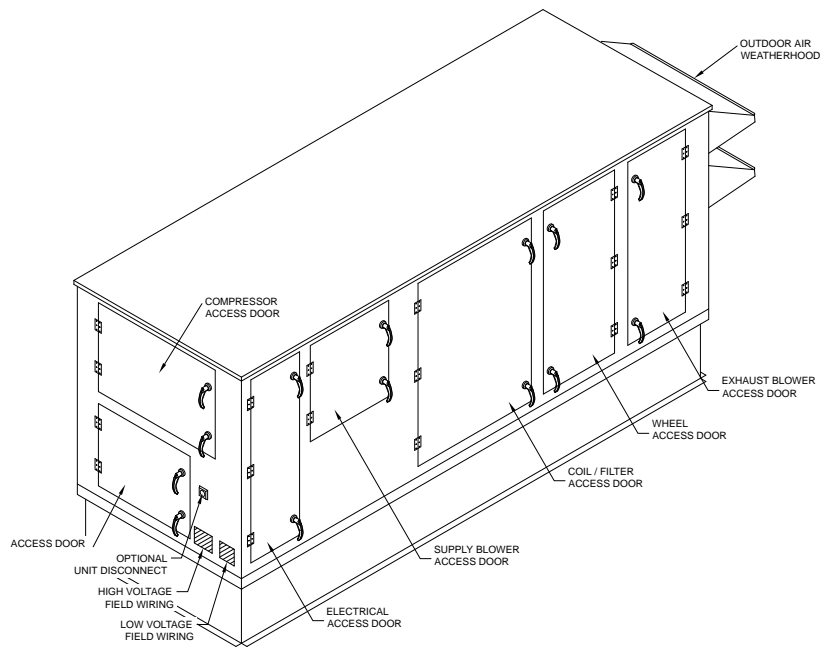 OUTDOOR AIR
WEATHERHOOD
COMPRESSOR
ACCESS DOOR
EXHAUST BLOWER
ACCESS DOOR
WHEEL
ACCESS DOOR
COIL / FILTER
ACCESS DOOR
ACCESS DOOR
SUPPLY BLOWER
ACCESS DOOR
OPTIONAL
UNIT DISCONNECT
HIGH VOLTAGE
FIELD WIRING
LOW VOLTAGE
FIELD WIRING
ELECTRICAL
ACCESS DOOR